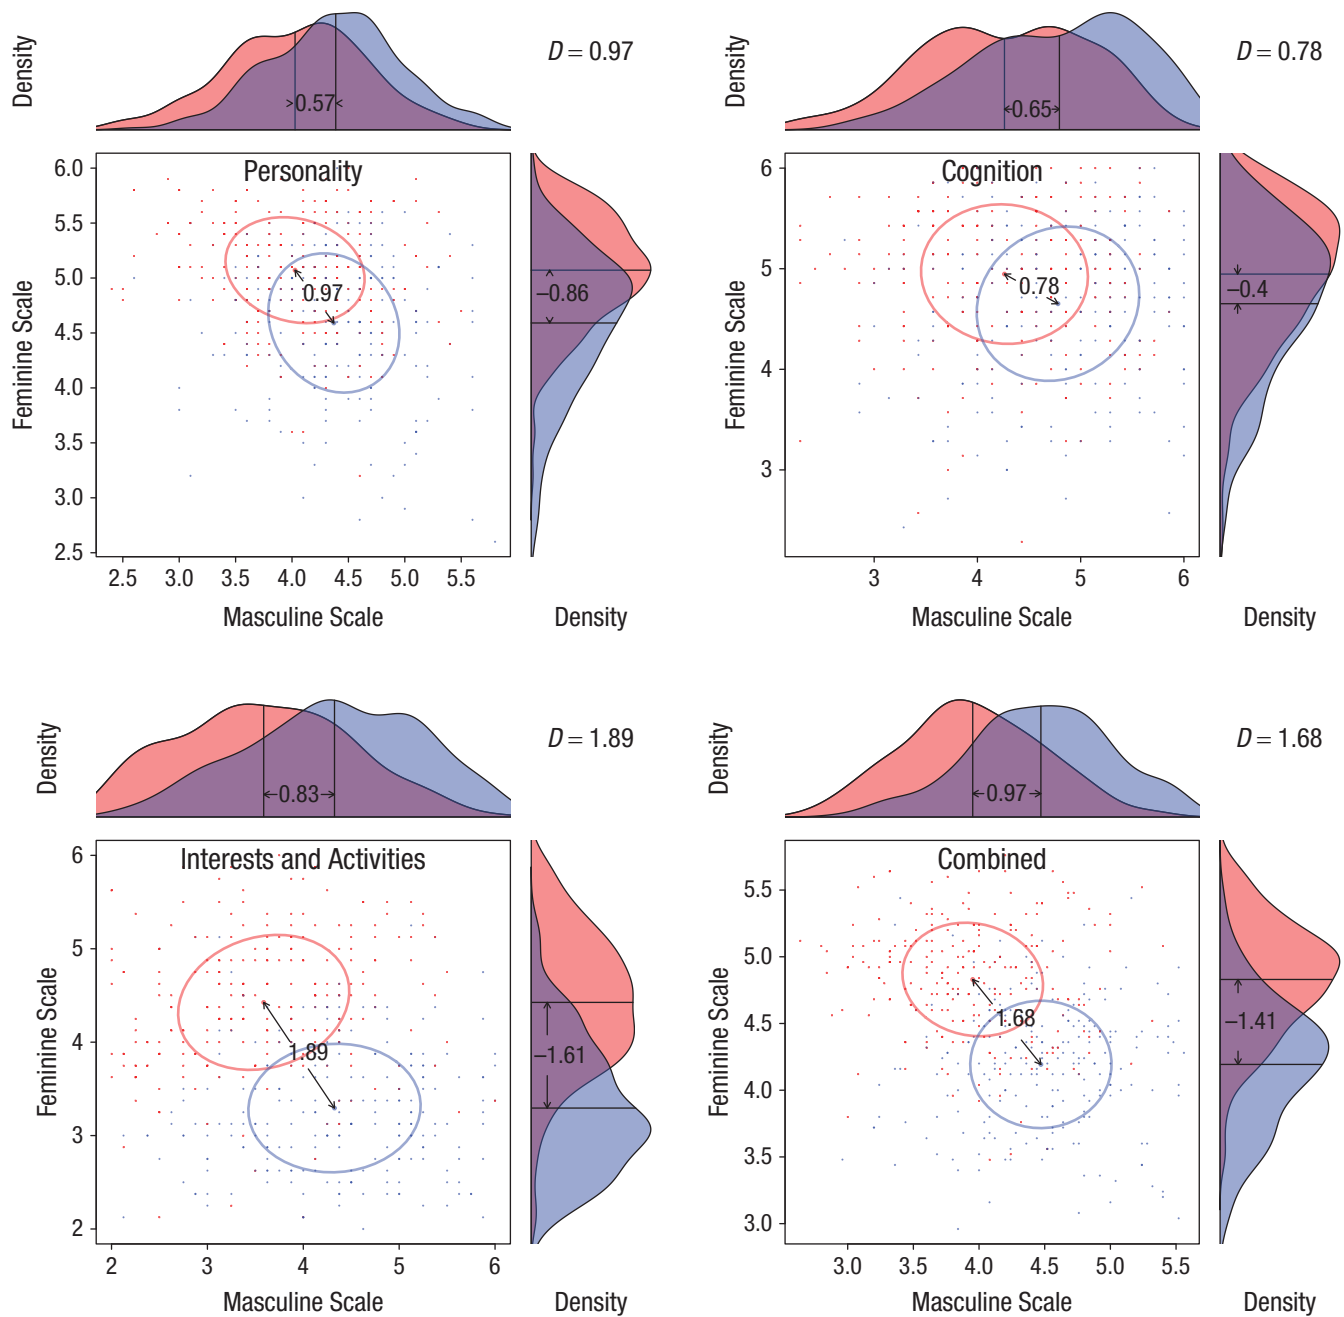 Density
D = 0.97
0.57
Personality
6.0
5.5
5.0
4.5
4.0
3.5
3.0
2.5
Feminine Scale
0.97
–0.86
2.5 3.0 3.5 4.0 4.5 5.0 5.5
Masculine Scale
Density
Density
D = 0.78
0.65
Cognition
6
5
4
3
Feminine Scale
0.78
–0.4
3 4 5 6
Masculine Scale
Density
Density
D = 1.89
0.83
Interests and Activities
6
5
4
3
2
Feminine Scale
1.89
–1.61
2 3 4 5 6
Masculine Scale
Density
Density
D = 1.68
0.97
Combined
5.5
5.0
4.5
4.0
3.5
3.0
Feminine Scale
1.68
–1.41
3.0 3.5 4.0 4.5 5.0 5.5
Masculine Scale
Density